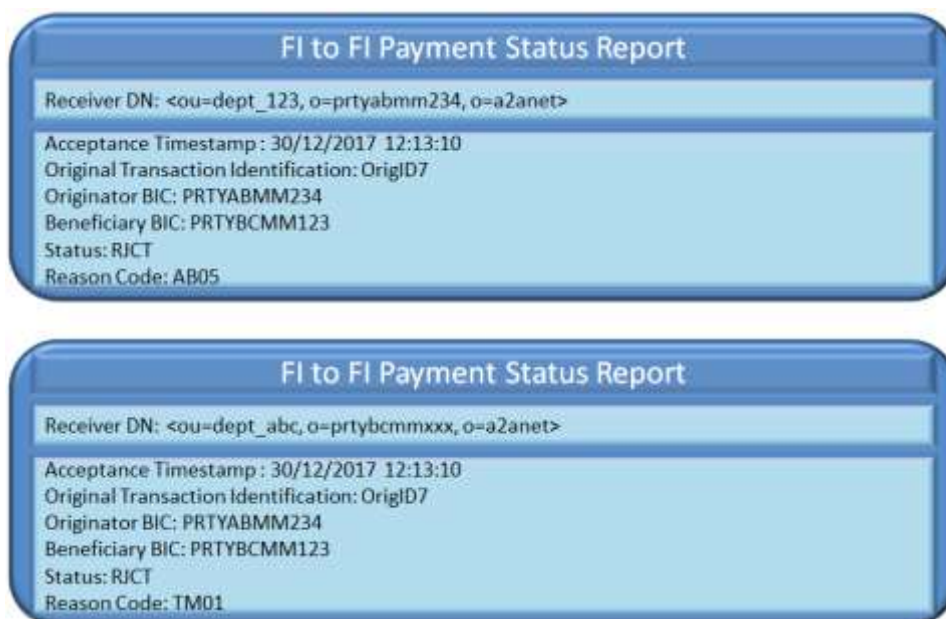 FI to FI Payment Status Report
Receiver DN: <ou=dept_123, o=prtyabmm234, o=a2anet>
Acceptance Timestamp : 30/12/2017 12:13:10
Original Transaction Identification: OrigID7
Originator BIC: PRTYABMM234
Beneficiary BIC: PRTYBCMM123
Status: RJCT
Reason Code: AB05
FI to FI Payment Status Report
Receiver DN: <ou=dept_abc, o=prtybcmmxxx, o=a2anet>
Acceptance Timestamp : 30/12/2017 12:13:10
Original Transaction Identification: OrigID7
Originator BIC: PRTYABMM234
Beneficiary BIC: PRTYBCMM123
Status: RJCT
Reason Code: TM01